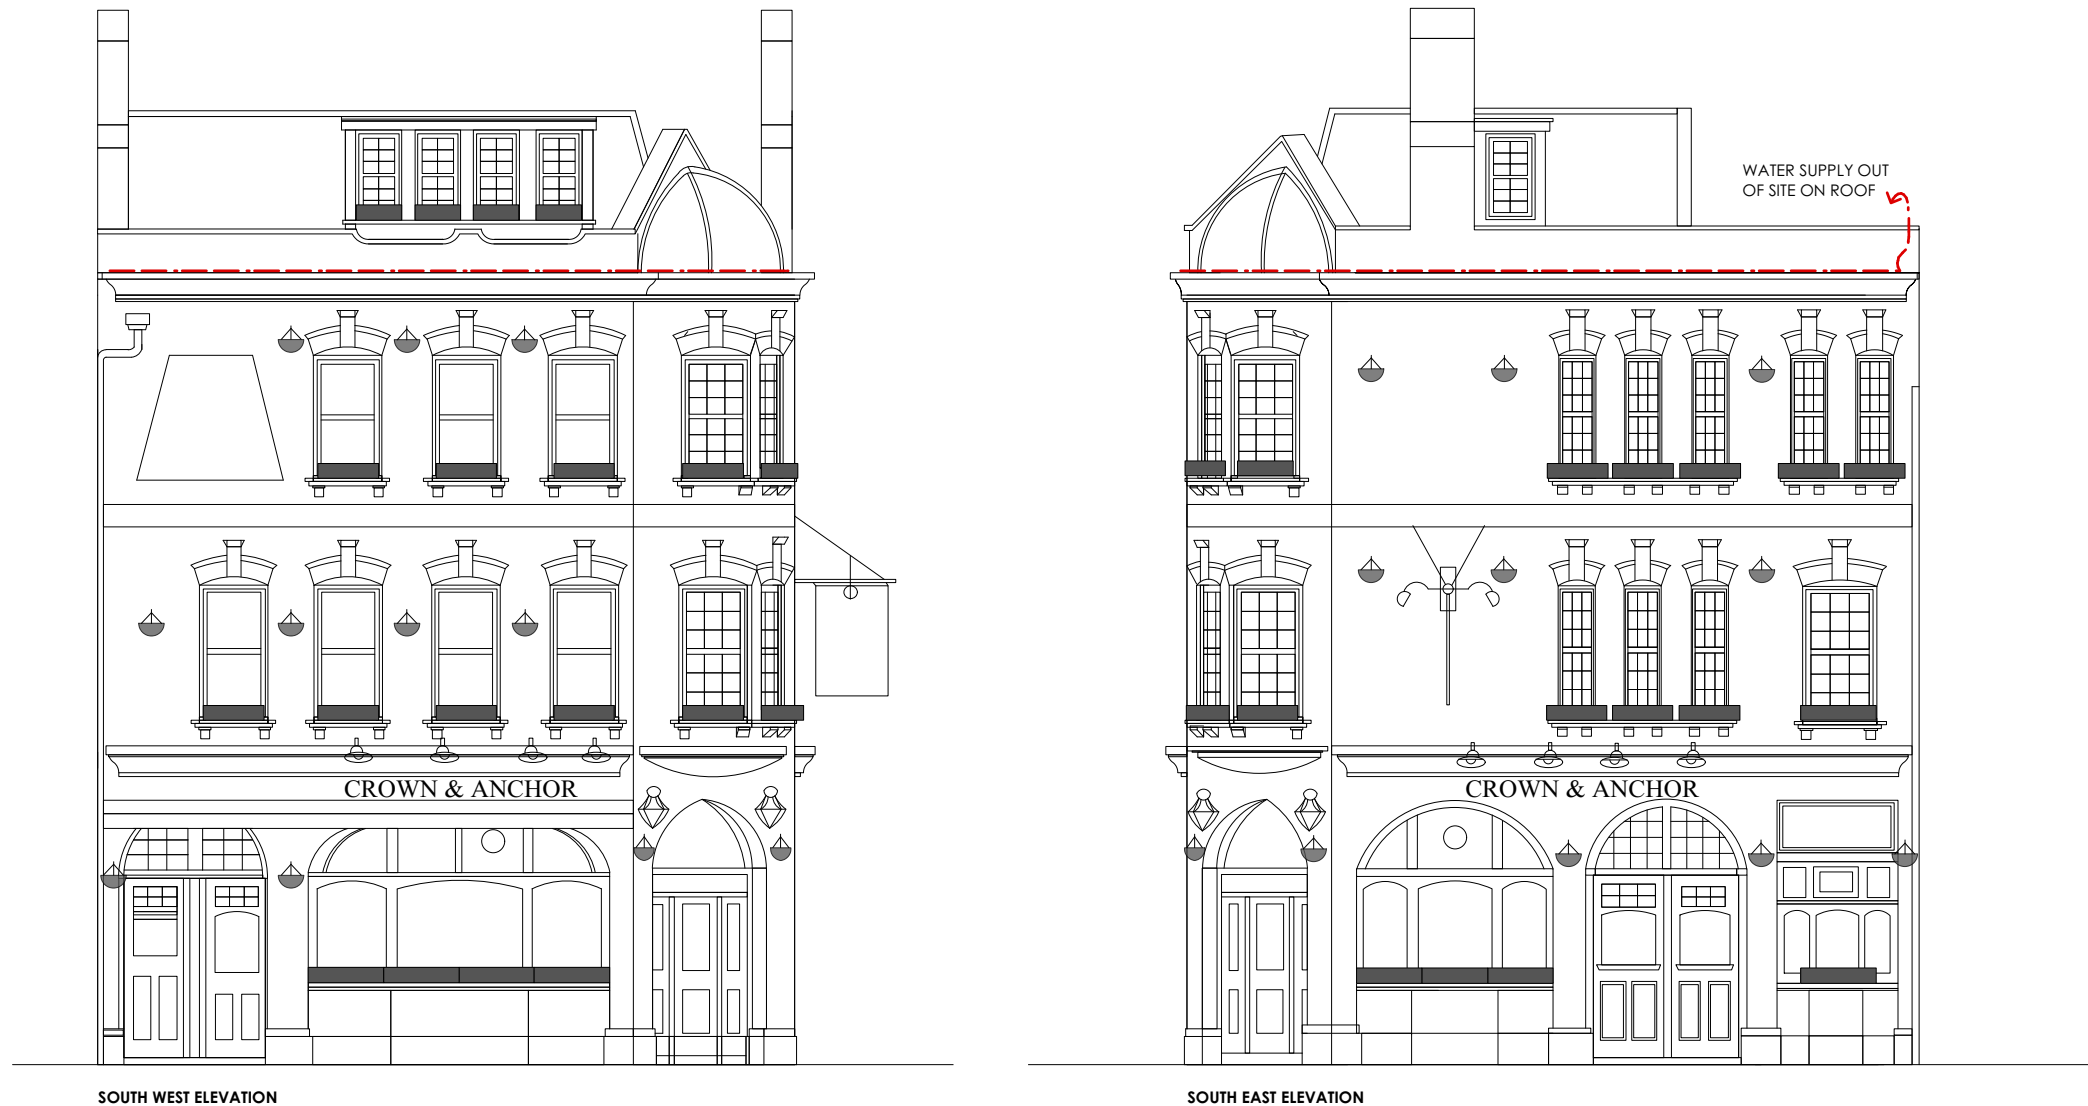 WATER SUPPLY OUT
OF SITE ON ROOF
CROWN & ANCHOR
CROWN & ANCHOR
SOUTH WEST ELEVATION
SOUTH EAST ELEVATION